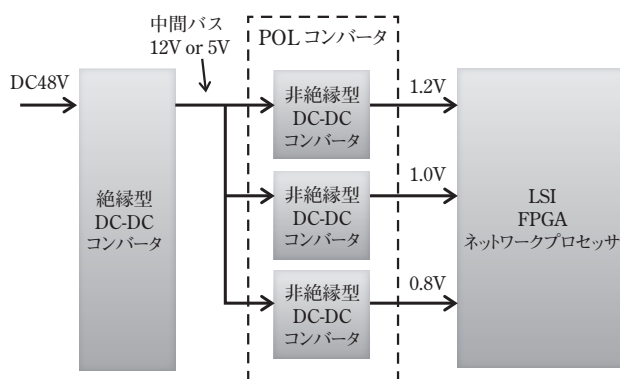 中間バス
12V or 5V
POLコンバータ
DC48V
絶縁型
DC-DC
コンバータ
非絶縁型
DC-DC
コンバータ
1.2V
非絶縁型
DC-DC
コンバータ
1.0V
非絶縁型
DC-DC
コンバータ
0.8V
LSI
FPGA
ネットワークプロセッサ